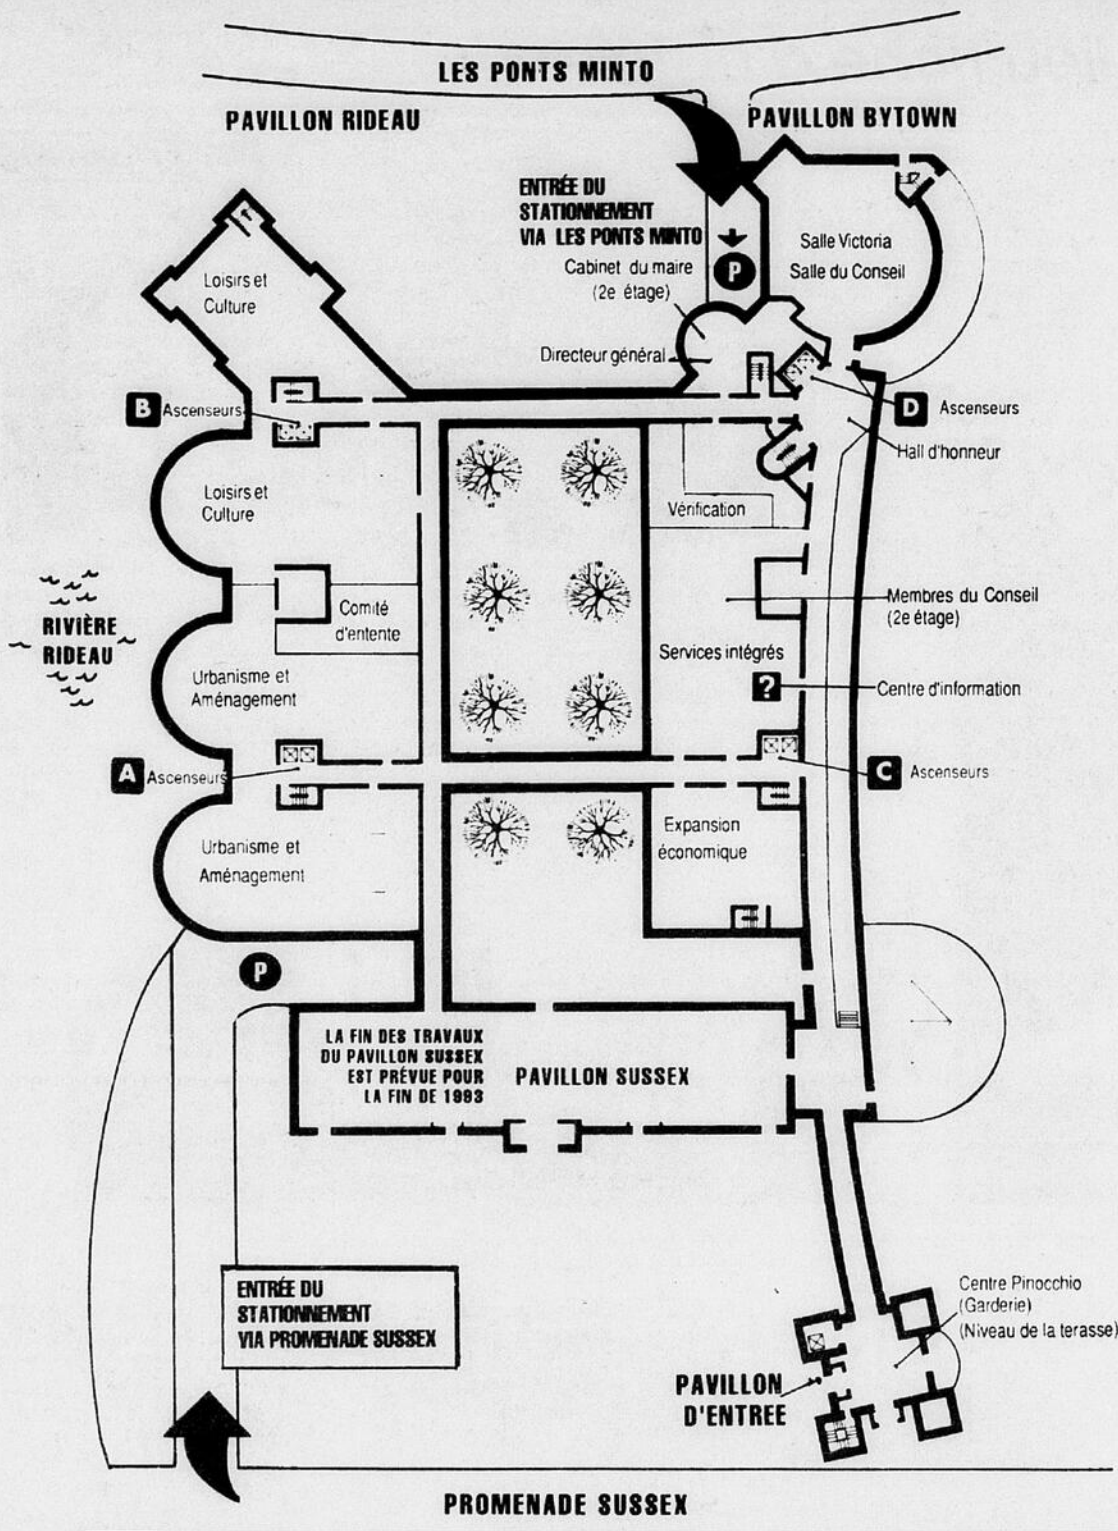 LES PONTS MINTO
PAVILLON RIDEAU
PAVILLON BYTOWN
ENTRÉE DU
STATIONNEMENT
VIA LES PONTS MINTO
P
Cabinet du maire
(2e étage)
Salle Victoria
Salle du Conseil
Loisirs et
Culture
Directeur général
B Ascenseurs
D Ascenseurs
Hall d'honneur
Loisirs et
Culture
Vérification
RIVIÈRE
RIDEAU
Comité
d'entente
Membres du Conseil
(2e étage)
Services intégrés
Urbanisme et
Aménagement
? Centre d'information
A Ascenseurs
C Ascenseurs
Urbanisme et
Aménagement
Expansion
économique
P
LA FIN DES TRAVAUX
DU PAVILLON SUSSEX
EST PRÉVUE POUR
LA FIN DE 1993
PAVILLON SUSSEX
ENTRÉE DU
STATIONNEMENT
VIA PROMENADE SUSSEX
Centre Pinocchio
(Garderie)
(Niveau de la terasse)
PAVILLON
D'ENTREE
PROMENADE SUSSEX